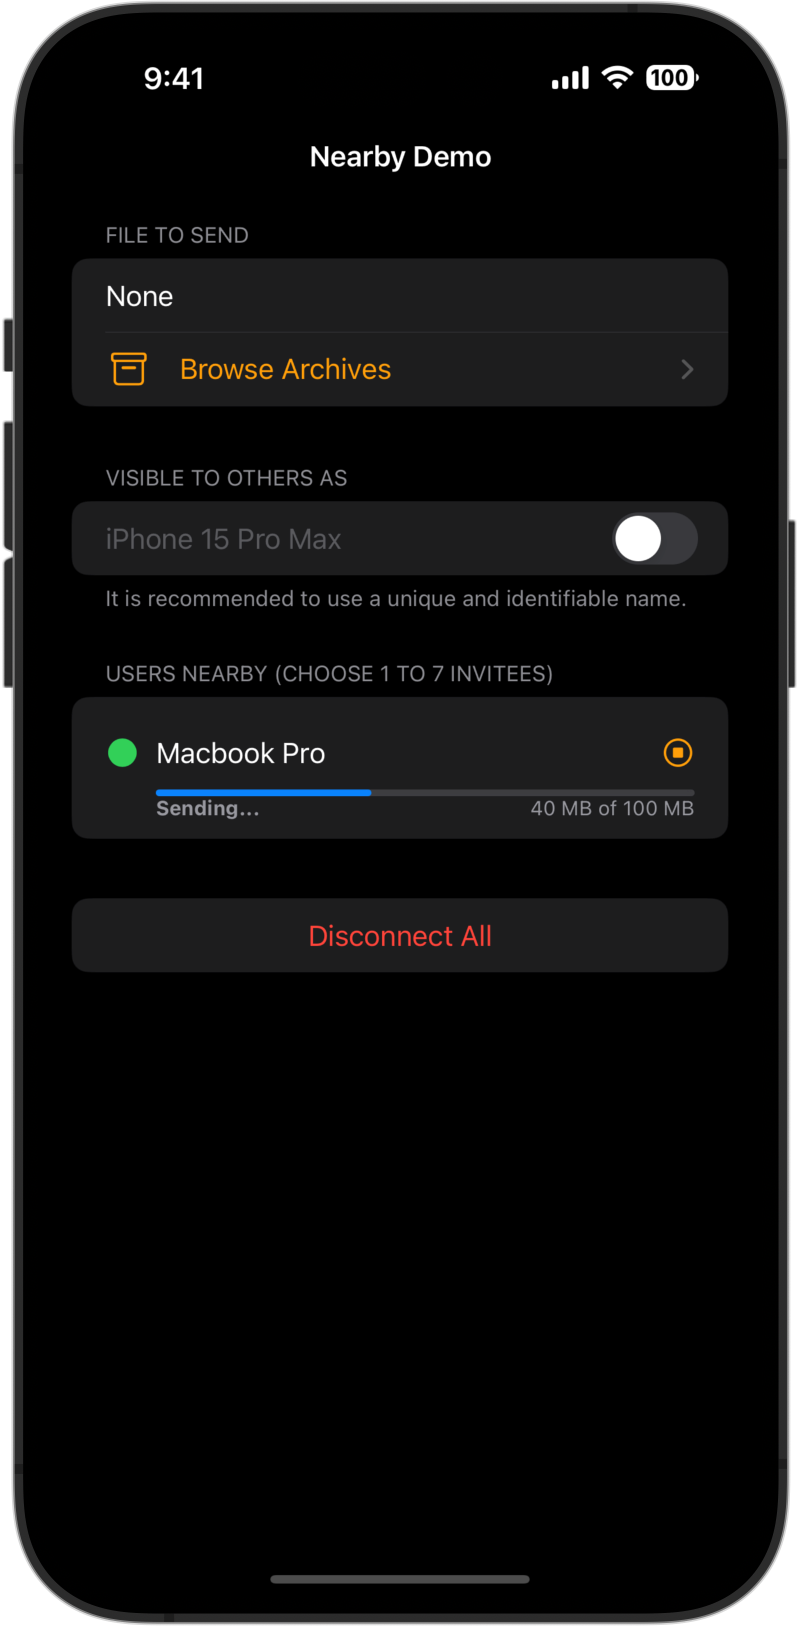 9:41
100
Nearby Demo
FILE TO SEND
None
Browse Archives
VISIBLE TO OTHERS AS
iPhone 15 Pro Max
It is recommended to use a unique and identifiable name.
USERS NEARBY (CHOOSE 1 TO 7 INVITEES)
Macbook Pro
Sending... 40 MB of 100 MB
Disconnect All